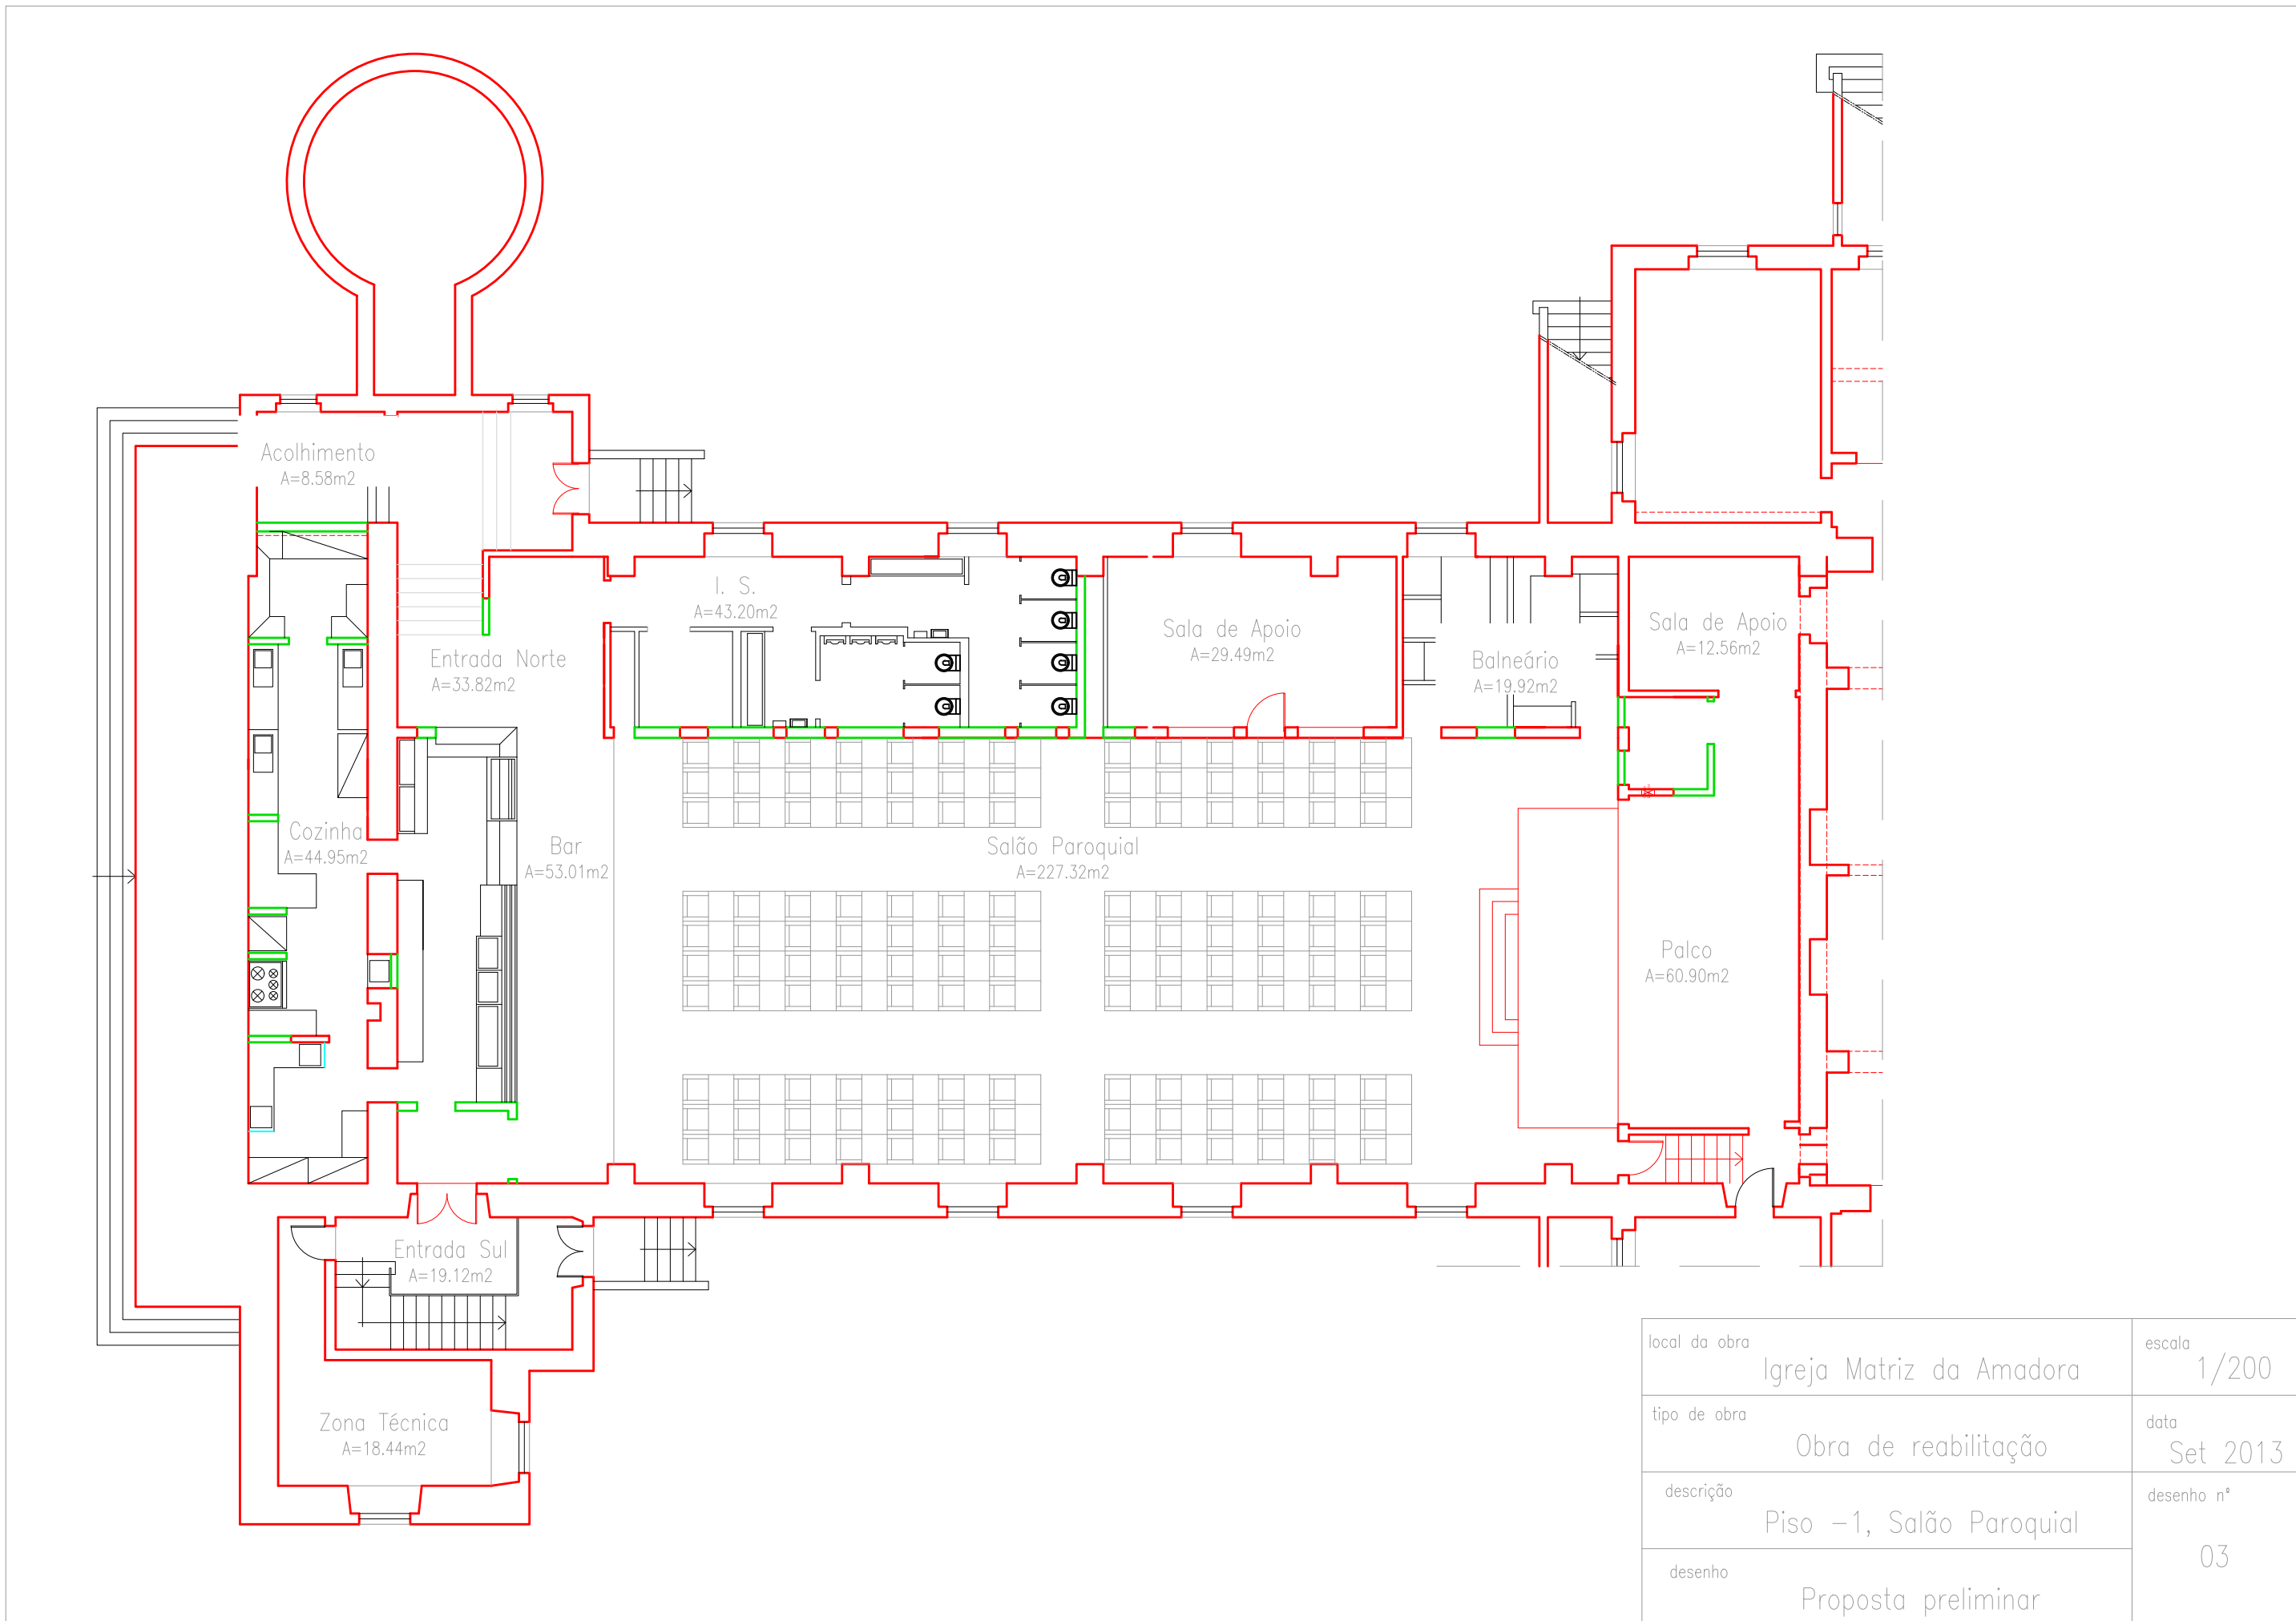 Acolhimento
A=8.58m2
I. S.
A=43.20m2
Sala de Apoio
A=29.49m2
Sala de Apoio
A=12.56m2
Entrada Norte
A=33.82m2
Balneário
A=19.92m2
Cozinha
A=44.95m2
Bar
A=53.01m2
Salão Paroquial
A=227.32m2
Palco
A=60.90m2
Entrada Sul
A=19.12m2
Zona Técnica
A=18.44m2
local da obra
Igreja Matriz da Amadora
escala
1/200
tipo de obra
Obra de reabilitação
data
Set 2013
descrição
Piso -1, Salão Paroquial
desenho nº
03
desenho
Proposta preliminar